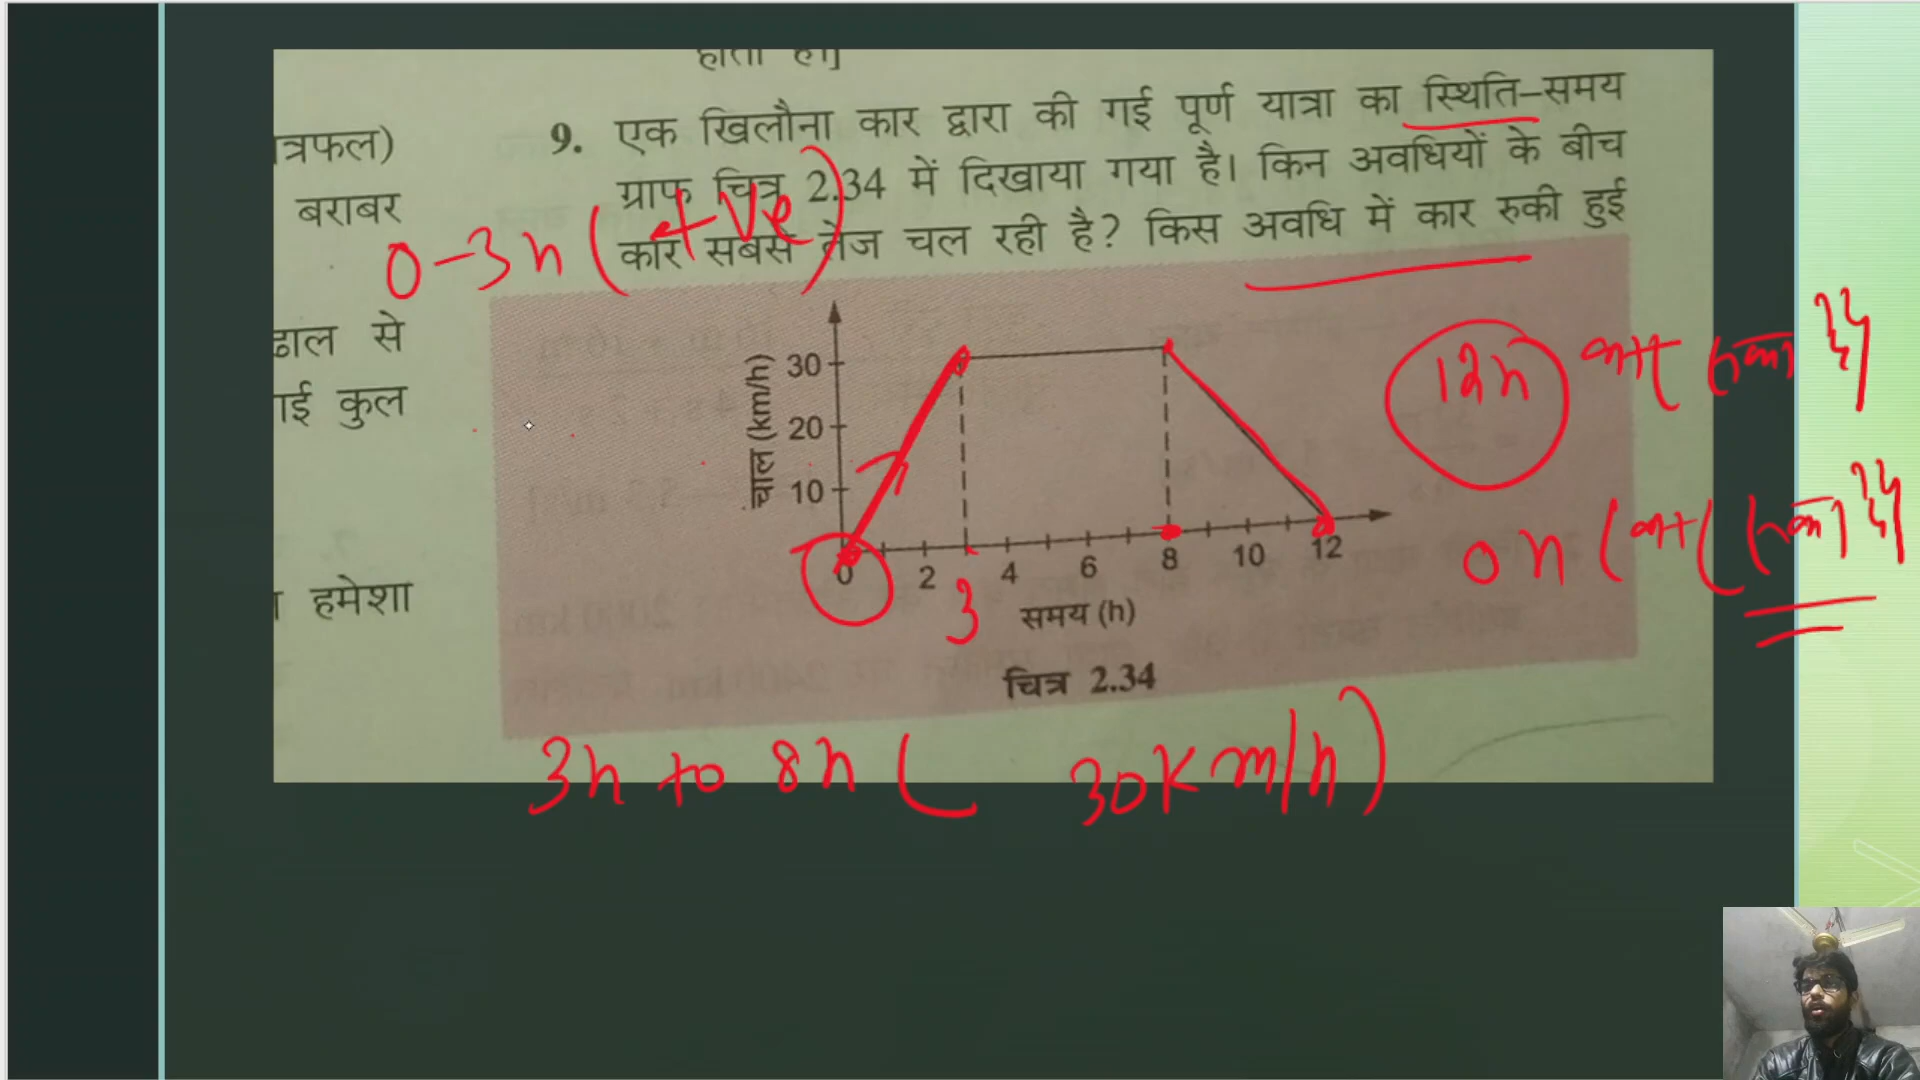 होता है।]
त्रफल)
बराबर
ढाल से
ाई कुल
हमेशा
9. एक खिलौना कार द्वारा की गई पूर्ण यात्रा का स्थिति–समय
ग्राफ चित्र 2.34 में दिखाया गया है। किन अवधियों के बीच
कार सबसे तेज चल रही है? किस अवधि में कार रुकी हुई
0-3h (+ve)
चाल (km/h)
30
20
10
0 2 4 6 8 10 12
3
समय (h)
चित्र 2.34
12h कार रुका है
0h (कार रुका है
3h to 8h ( 30Km/h)